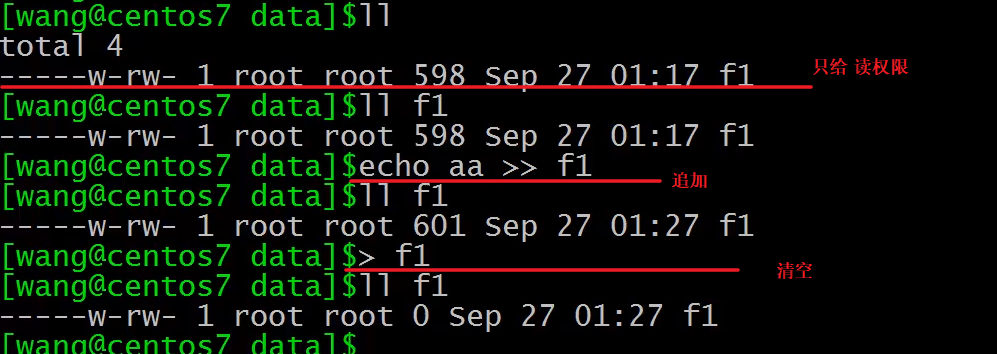 [wang@centos7 data]$ll
total 4
-----w-rw- 1 root root 598 Sep 27 01:17 f1
只给 读权限
[wang@centos7 data]$ll f1
-----w-rw- 1 root root 598 Sep 27 01:17 f1
[wang@centos7 data]$echo aa >> f1
追加
[wang@centos7 data]$ll f1
-----w-rw- 1 root root 601 Sep 27 01:27 f1
[wang@centos7 data]$> f1
清空
[wang@centos7 data]$ll f1
-----w-rw- 1 root root 0 Sep 27 01:27 f1
[wang@centos7 data]$